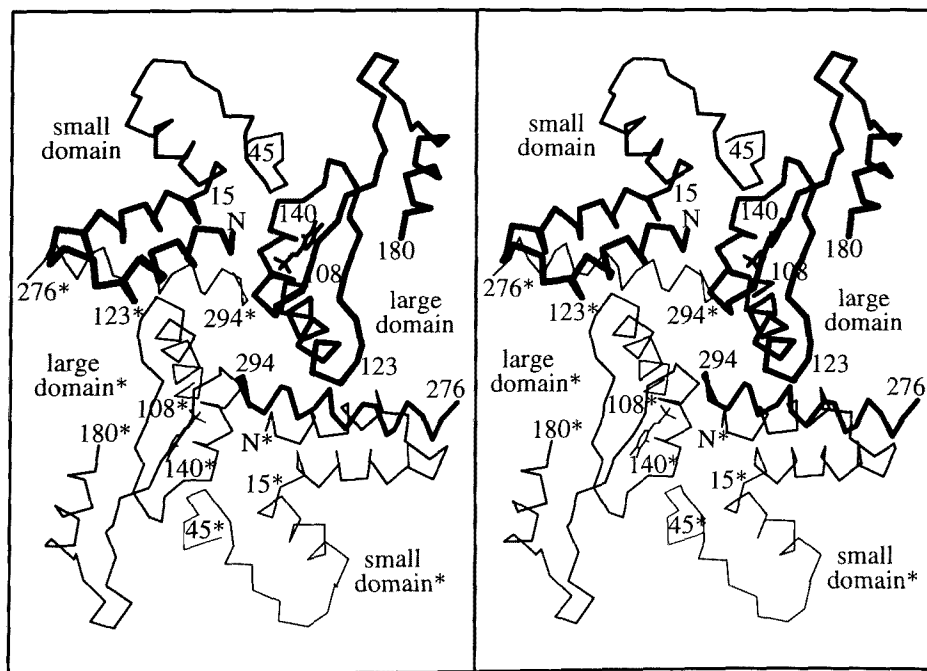 small
domain
45
15
N
140
180
108
276*
123*
294*
large
domain
large
domain*
294
123
276
108*
180*
N*
140*
15*
45*
small
domain*
small
domain
45
15
N
140
180
108
276*
123*
294*
large
domain
large
domain*
294
123
276
108*
180*
N*
140*
15*
45*
small
domain*